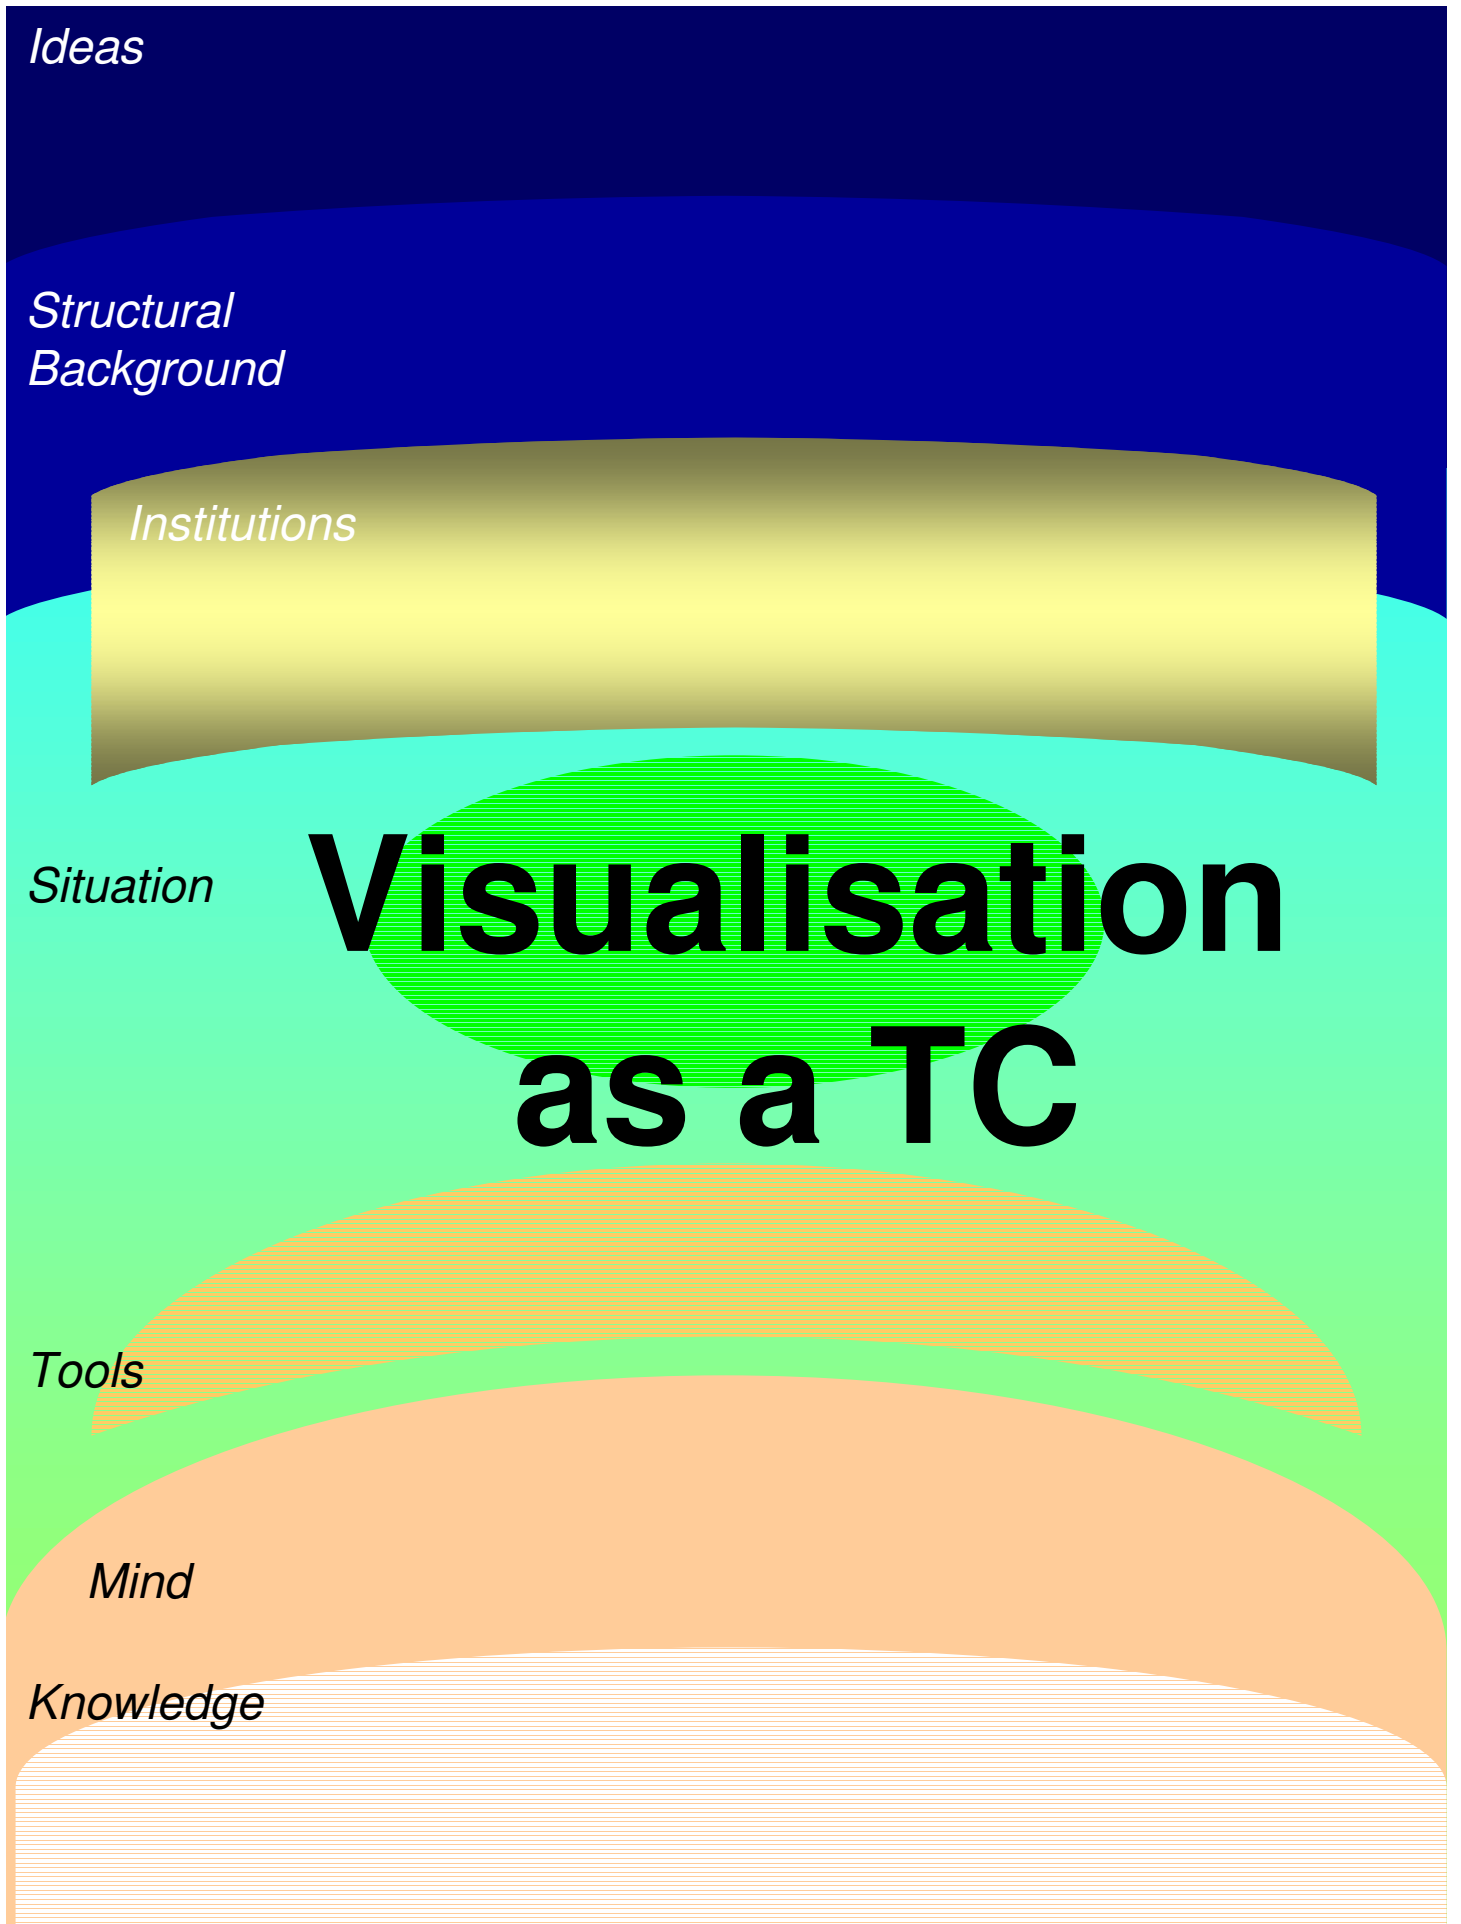 Ideas
Structural
Background
Institutions
Situation
Visualisation
as a TC
Tools
Mind
Knowledge